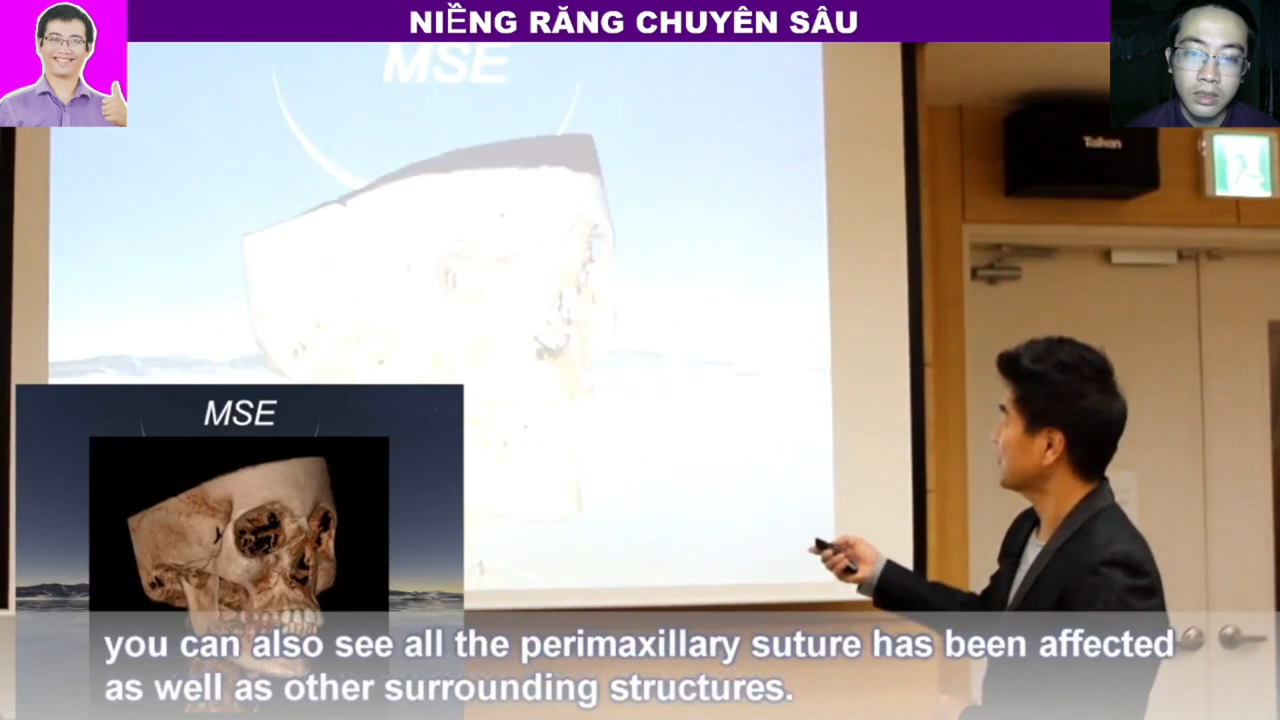 NIỀNG RĂNG CHUYÊN SÂU
MSE
Taihan
MSE
you can also see all the perimaxillary suture has been affected
as well as other surrounding structures.